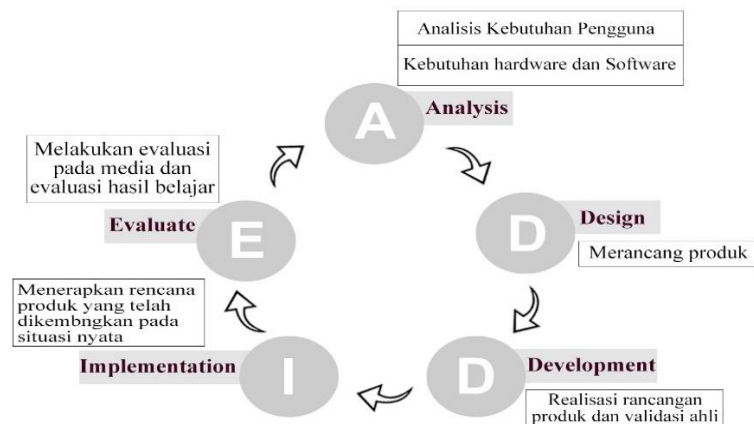 Analisis Kebutuhan Pengguna
Kebutuhan hardware dan Software
A
Analysis
D
Design
Merancang produk
D
Development
Realisasi rancangan
produk dan validasi ahli
I
Implementation
Menerapkan rencana
produk yang telah
dikembngkan pada
situasi nyata
E
Evaluate
Melakukan evaluasi
pada media dan
evaluasi hasil belajar